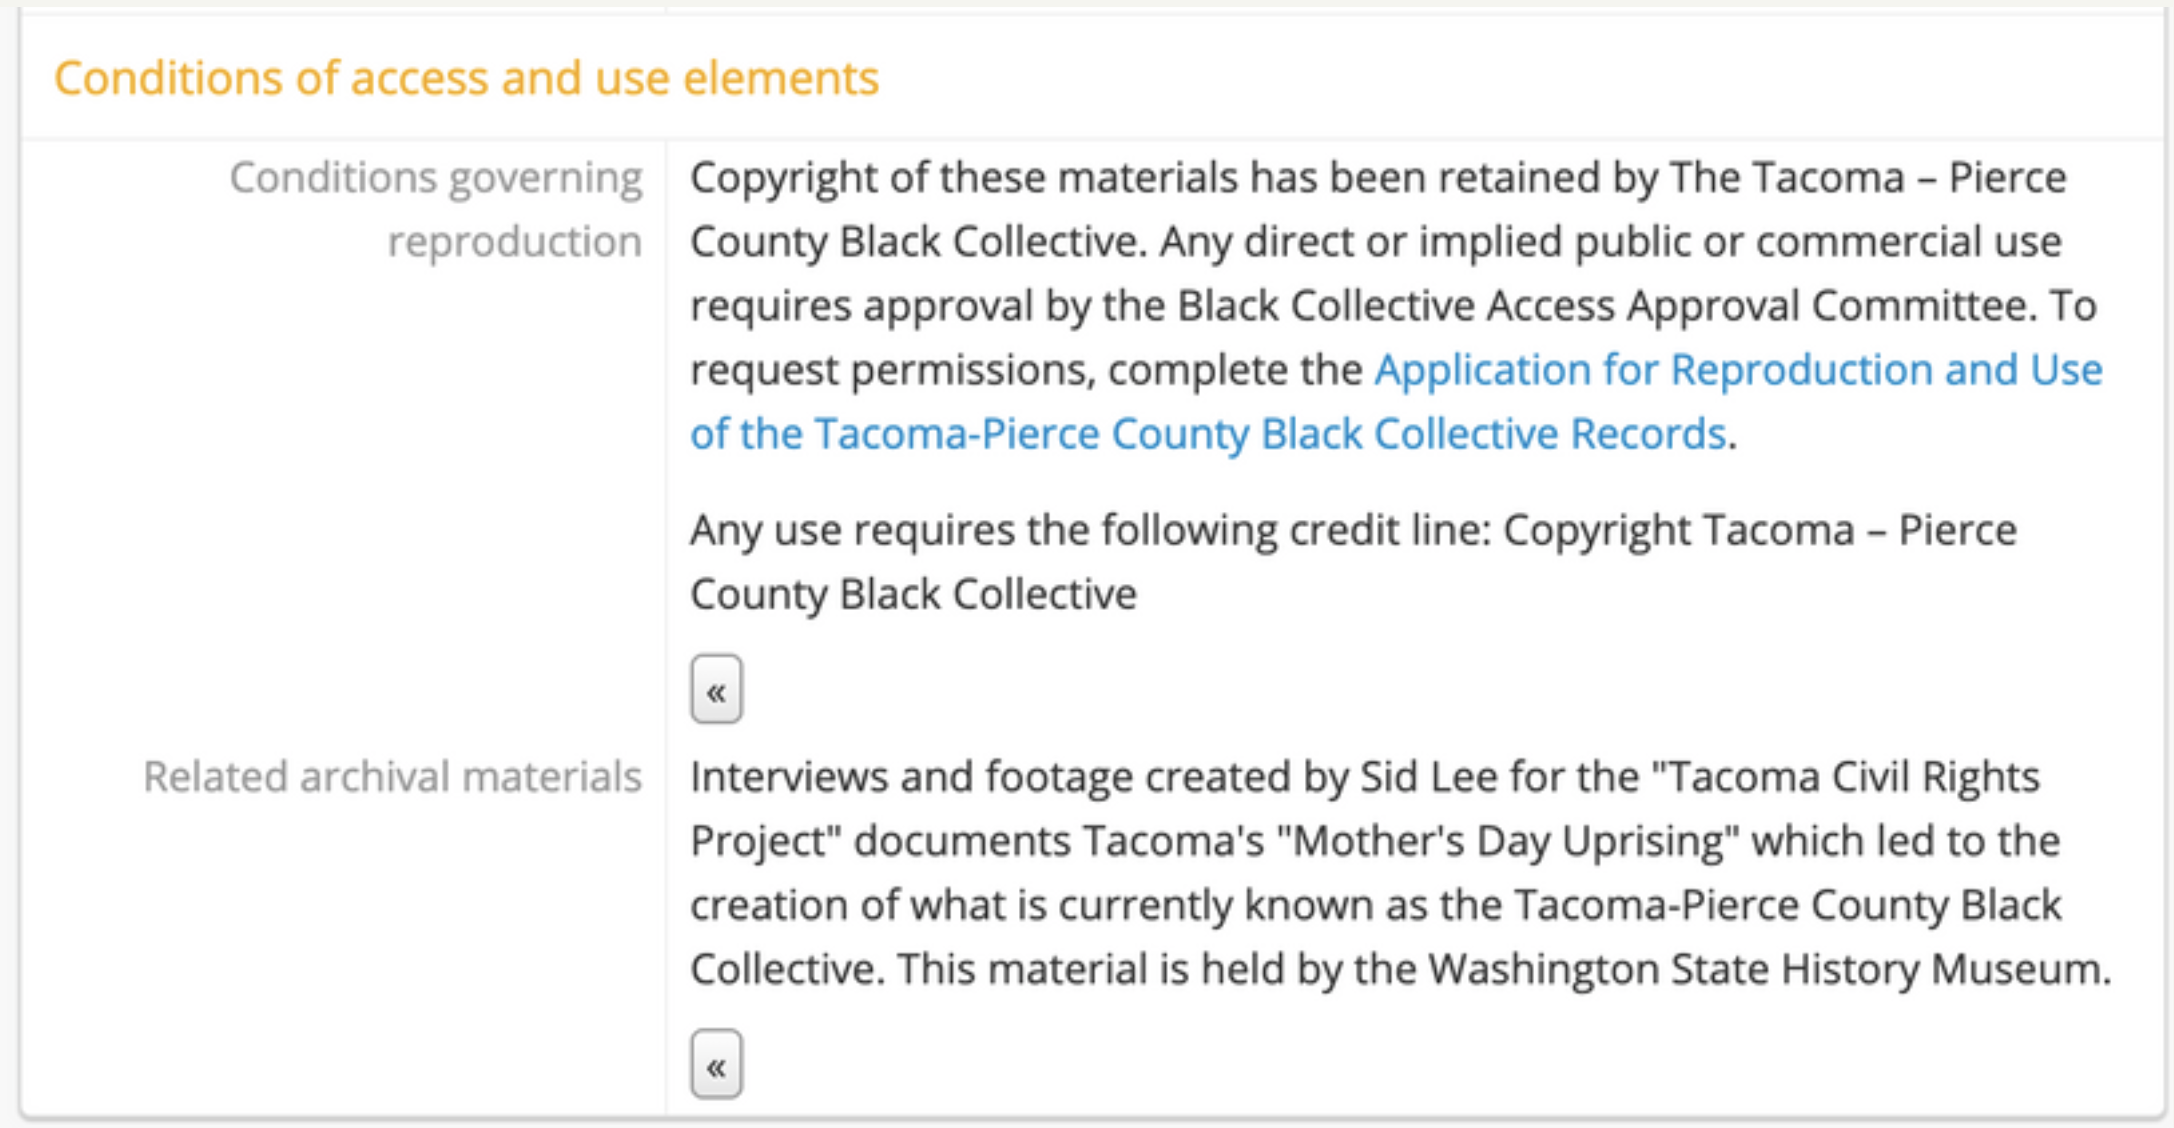 Conditions of access and use elements
Conditions governing
reproduction
Copyright of these materials has been retained by The Tacoma – Pierce
County Black Collective. Any direct or implied public or commercial use
requires approval by the Black Collective Access Approval Committee. To
request permissions, complete the Application for Reproduction and Use
of the Tacoma-Pierce County Black Collective Records.
Any use requires the following credit line: Copyright Tacoma – Pierce
County Black Collective
«
Related archival materials
Interviews and footage created by Sid Lee for the "Tacoma Civil Rights
Project" documents Tacoma's "Mother's Day Uprising" which led to the
creation of what is currently known as the Tacoma-Pierce County Black
Collective. This material is held by the Washington State History Museum.
«